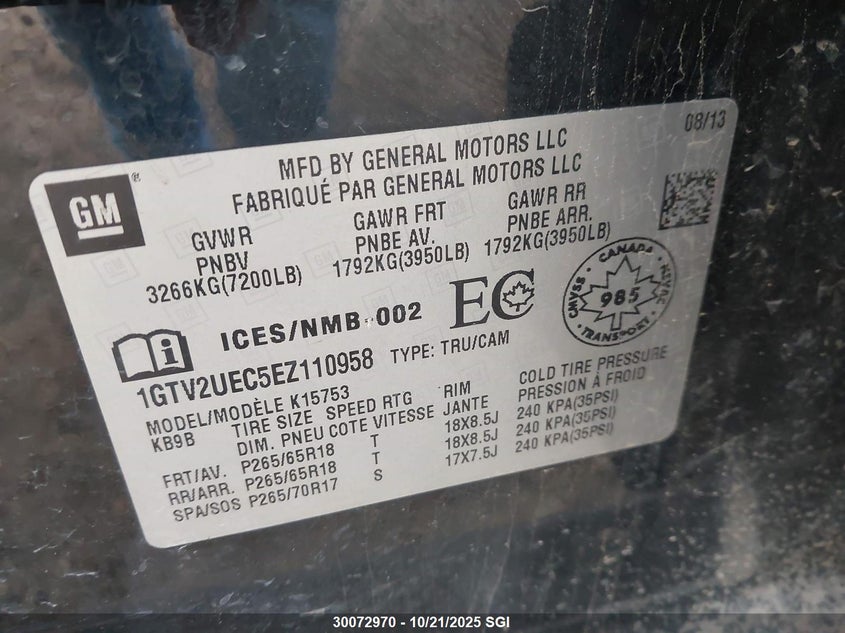 08/13
MFD BY GENERAL MOTORS LLC
FABRIQUÉ PAR GENERAL MOTORS LLC
GM
GVWR
PNBV
3266KG(7200LB)
GAWR FRT
PNBE AV.
1792KG(3950LB)
GAWR RR
PNBE ARR.
1792KG(3950LB)
ICES/NMB-002
EC
CANADA
CMVSS
NSVAC
985
TRANSPORT
1GTV2UEC5EZ110958 TYPE: TRU/CAM
MODEL/MODÈLE K15753
KB9B
TIRE SIZE SPEED RTG RIM COLD TIRE PRESSURE
DIM. PNEU COTE VITESSE JANTE PRESSION À FROID
FRT/AV. P265/65R18 T 18X8.5J 240 KPA(35PSI)
RR/ARR. P265/65R18 T 18X8.5J 240 KPA(35PSI)
SPA/SOS P265/70R17 S 17X7.5J 240 KPA(35PSI)
30072970 - 10/21/2025 SGI